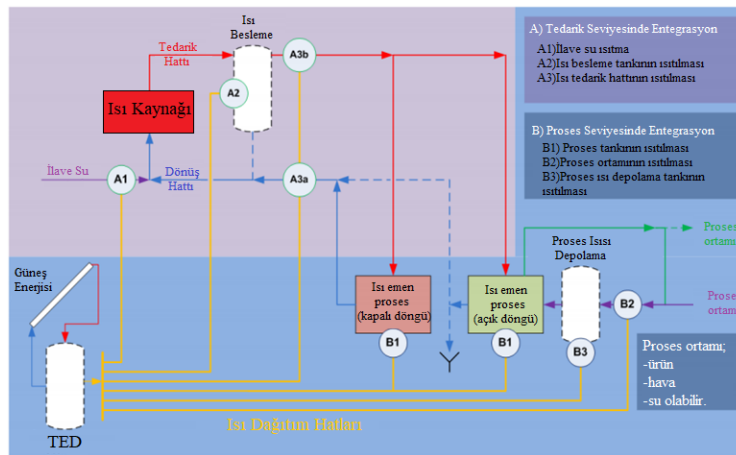 Isı
Besleme
Tedarik
Hattı
A3b
A2
Isı Kaynağı
İlave Su
A1
Dönüş
Hattı
A3a
A) Tedarik Seviyesinde Entegrasyon
A1)İlave su ısıtma
A2)Isı besleme tankının ısıtılması
A3)Isı tedarik hattının ısıtılması
B) Proses Seviyesinde Entegrasyon
B1) Proses tankının ısıtılması
B2)Proses ortamının ısıtılması
B3)Proses ısı depolama tankının
ısıtılması
Güneş
Enerjisi
Isı emen
proses
(kapalı döngü)
B1
Isı emen
proses
(açık döngü)
B1
Proses Isısı
Depolama
B3
B2
Proses
ortamı
Proses
ortamı
Proses ortamı;
-ürün
-hava
-su olabilir.
TED
Isı Dağıtım Hatları